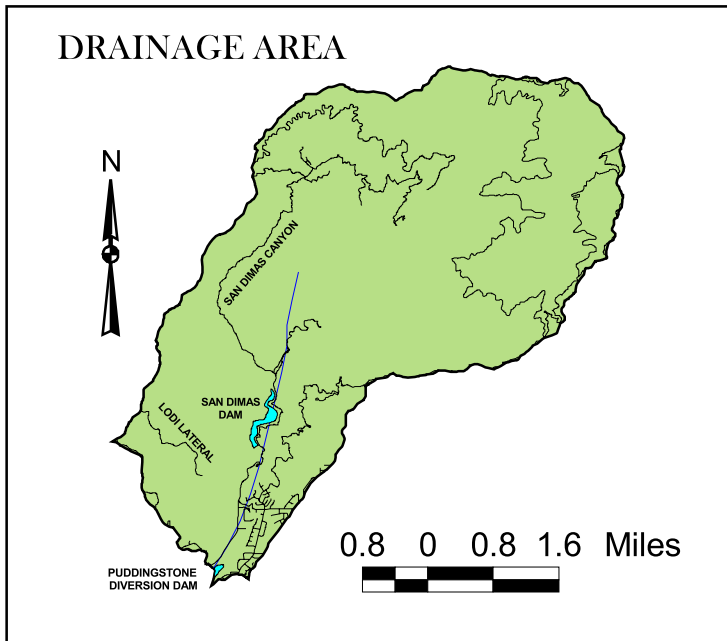 DRAINAGE AREA
N
SAN DIMAS CANYON
SAN DIMAS
DAM
LODI LATERAL
0.8 0 0.8 1.6 Miles
PUDDINGSTONE
DIVERSION DAM